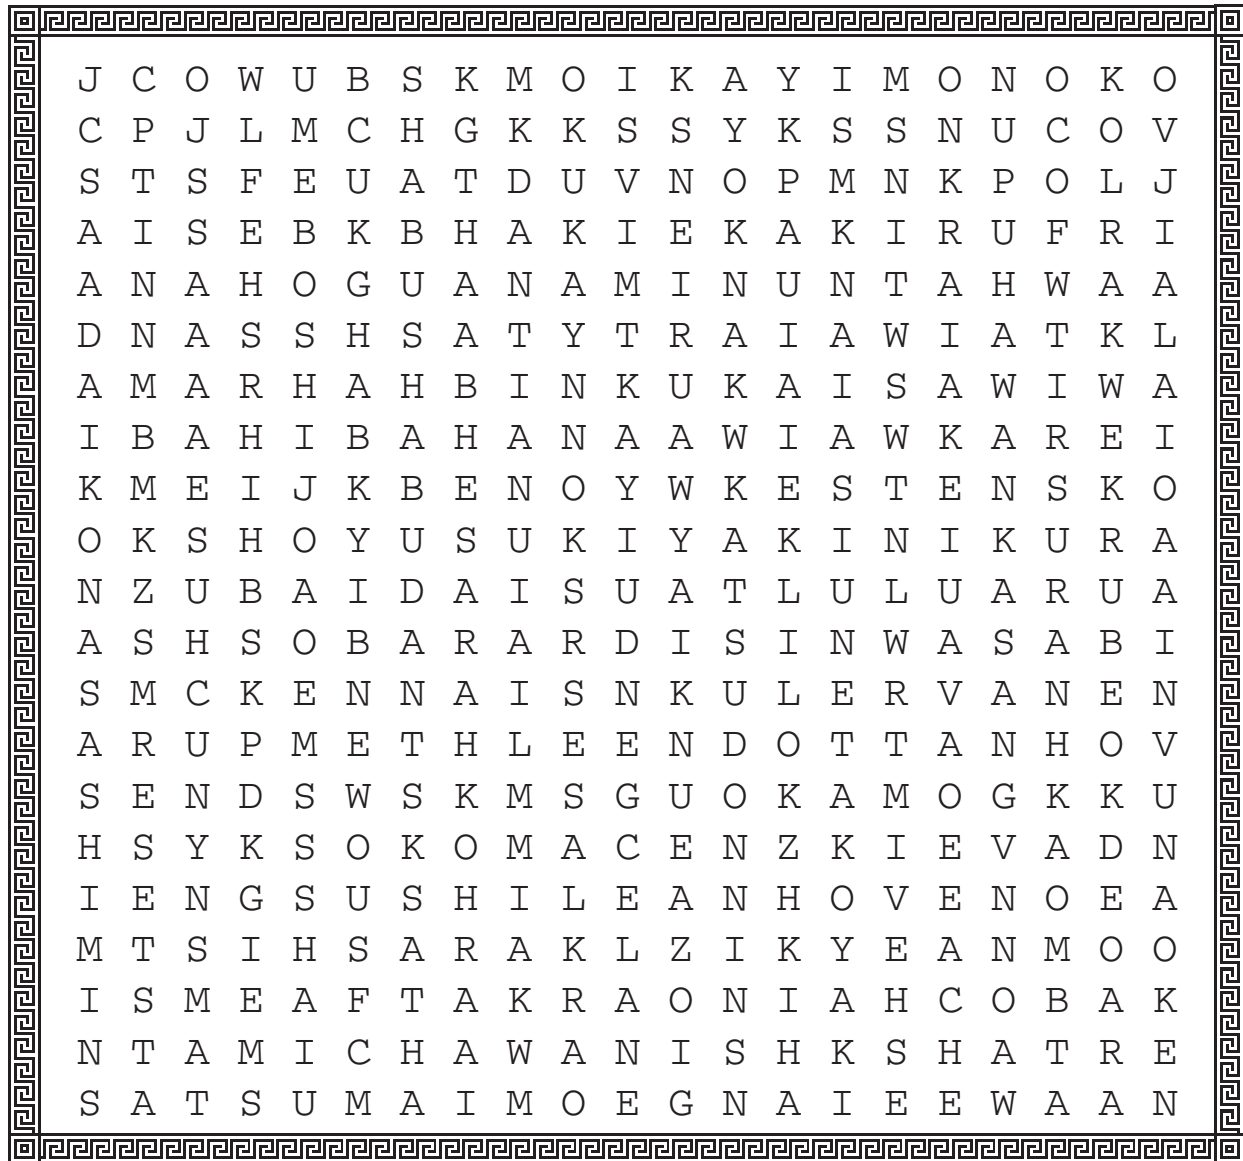 J C O W U B S K M O I K A Y I M O N O K O
C P J L M C H G K K S S Y K S S N U C O V
S T S F E U A T D U V N O P M N K P O L J
A I S E B K B H A K I E K A K I R U F R I
A N A H O G U A N A M I N U N T A H W A A
D N A S S H S A T Y T R A I A W I A T K L
A M A R H A H B I N K U K A I S A W I W A
I B A H I B A H A N A A W I A W K A R E I
K M E I J K B E N O Y W K E S T E N S K O
O K S H O Y U S U K I Y A K I N I K U R A
N Z U B A I D A I S U A T L U L U A R U A
A S H S O B A R A R D I S I N W A S A B I
S M C K E N N A I S N K U L E R V A N E N
A R U P M E T H L E E N D O T T A N H O V
S E N D S W S K M S G U O K A M O G K K U
H S Y K S O K O M A C E N Z K I E V A D N
I E N G S U S H I L E A N H O V E N O E A
M T S I H S A R A K L Z I K Y E A N M O O
I S M E A F T A K R A O N I A H C O B A K
N T A M I C H A W A N I S H K S H A T R E
S A T S U M A I M O E G N A I E E W A A N